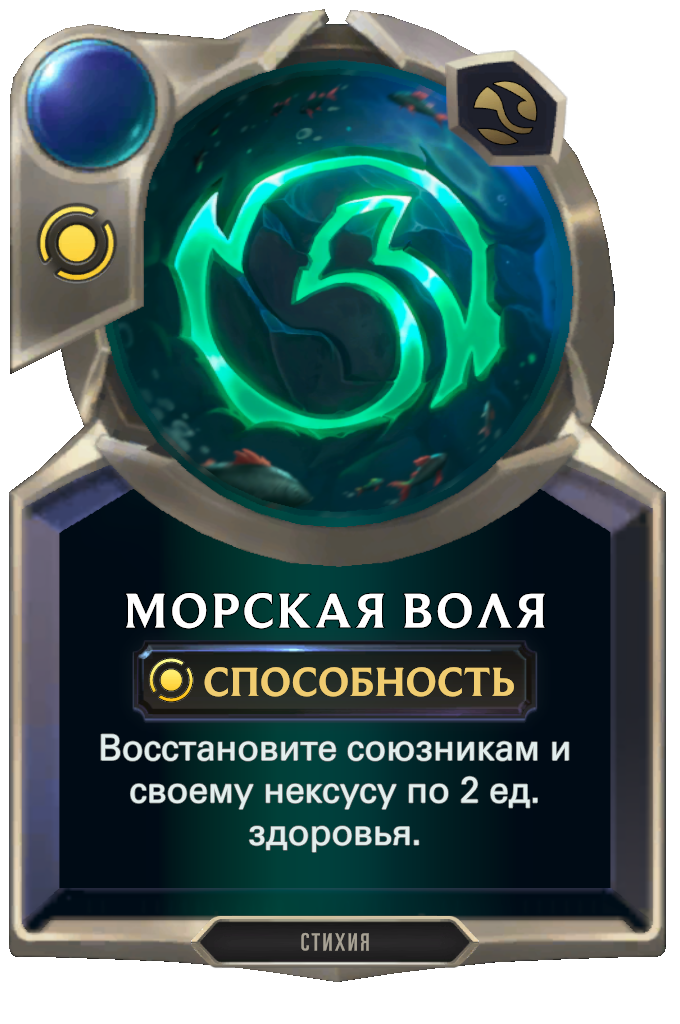 МОРСКАЯ ВОЛЯ
СПОСОБНОСТЬ
Восстановите союзникам и
своему нексусу по 2 ед.
здоровья.
СТИХИЯ